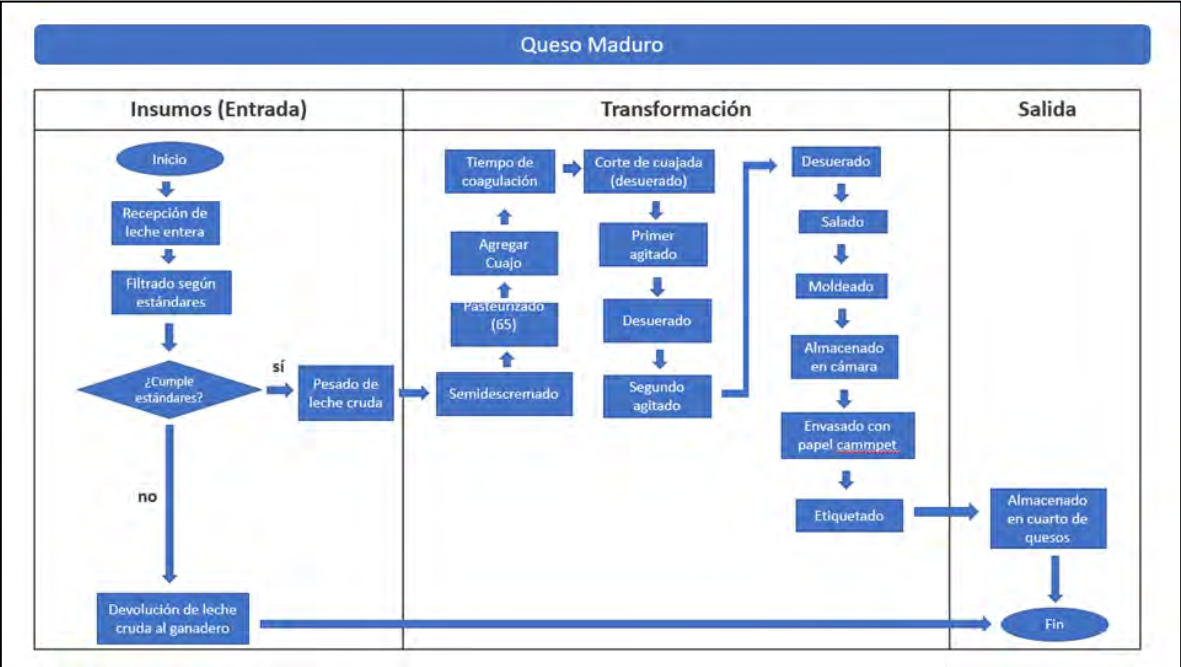 Queso Maduro
Insumos (Entrada)
Transformación
Salida
Inicio
Recepción de
leche entera
Filtrado según
estándares
¿Cumple
estándares?
sí
Pesado de
leche cruda
no
Devolución de leche
cruda al ganadero
Semidescremado
Pasteurizado
(65)
Agregar
Cuajo
Tiempo de
coagulación
Corte de cuajada
(desuerado)
Primer
agitado
Desuerado
Segundo
agitado
Desuerado
Salado
Moldeado
Almacenado
en cámara
Envasado con
papel cammpet
Etiquetado
Almacenado
en cuarto de
quesos
Fin